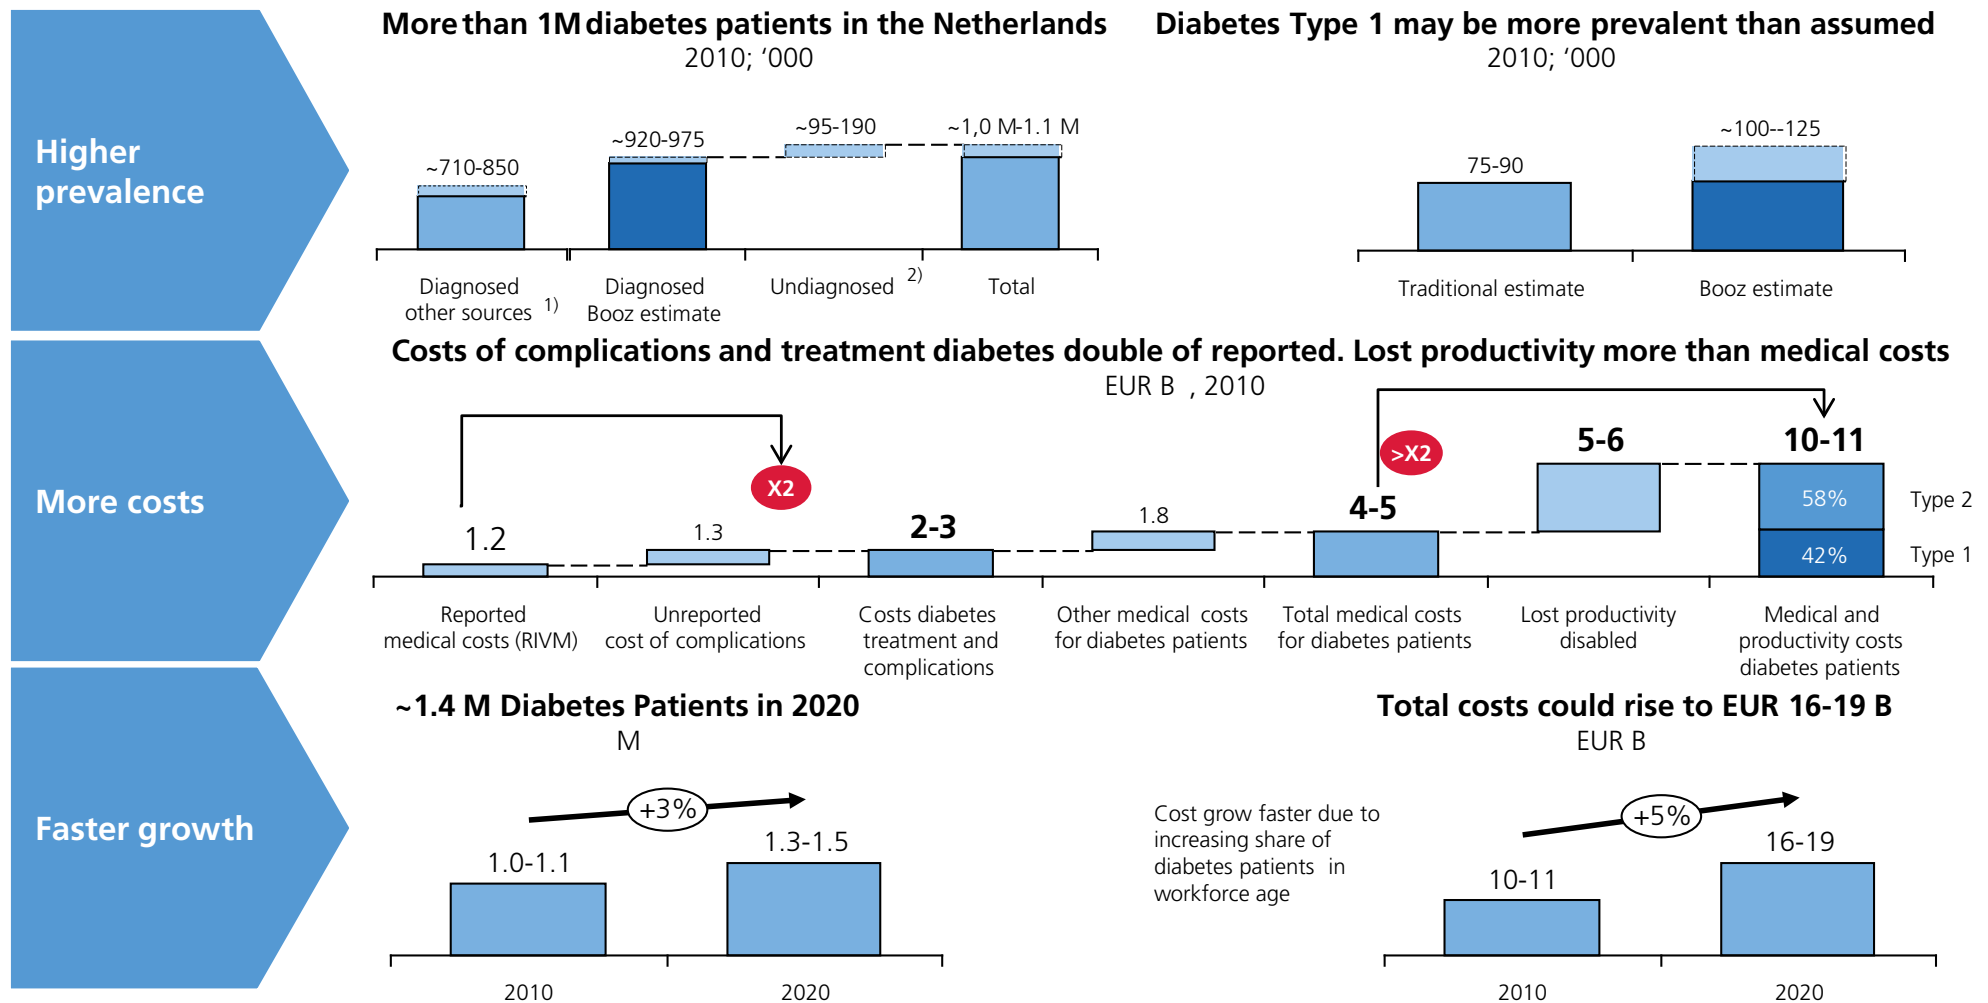 Higher
prevalence
More than 1M diabetes patients in the Netherlands
2010; ‘000
~710-850
~920-975
~95-190
~1,0 M-1.1 M
Diagnosed
other sources 1)
Diagnosed
Booz estimate
Undiagnosed 2)
Total
Diabetes Type 1 may be more prevalent than assumed
2010; ‘000
75-90
~100--125
Traditional estimate
Booz estimate
More costs
Costs of complications and treatment diabetes double of reported. Lost productivity more than medical costs
EUR B , 2010
X2
>X2
1.2
1.3
2-3
1.8
4-5
5-6
10-11
58%
Type 2
42%
Type 1
Reported
medical costs (RIVM)
Unreported
cost of complications
Costs diabetes
treatment and
complications
Other medical costs
for diabetes patients
Total medical costs
for diabetes patients
Lost productivity
disabled
Medical and
productivity costs
diabetes patients
Faster growth
~1.4 M Diabetes Patients in 2020
M
+3%
1.0-1.1
1.3-1.5
2010
2020
Total costs could rise to EUR 16-19 B
EUR B
Cost grow faster due to
increasing share of
diabetes patients in
workforce age
+5%
10-11
16-19
2010
2020